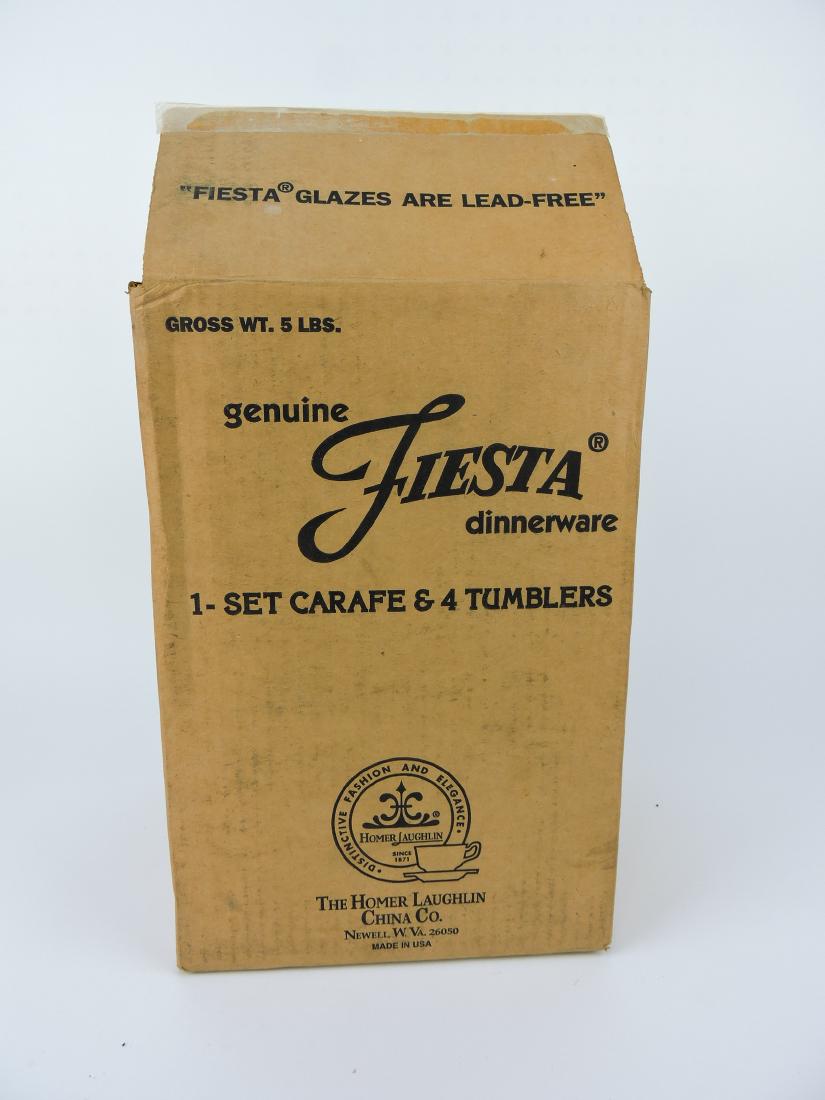 "FIESTA® GLAZES ARE LEAD-FREE"
GROSS WT. 5 LBS.
genuine
FIESTA®
dinnerware
1- SET CARAFE & 4 TUMBLERS
• DISTINCTIVE FASHION AND ELEGANCE •
®
HOMER LAUGHLIN
SINCE
1871
THE HOMER LAUGHLIN
CHINA CO.
NEWELL, W. VA. 26050
MADE IN USA